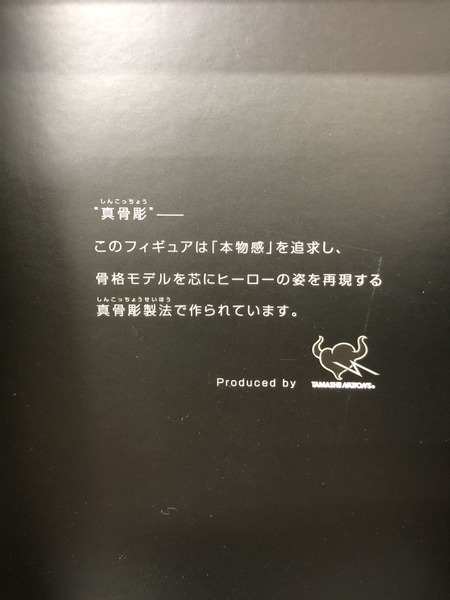 しんこっちょう
"真骨彫"──
このフィギュアは「本物感」を追求し、
骨格モデルを芯にヒーローの姿を再現する
しんこっちょうせいほう
真骨彫製法で作られています。
Produced by
TAMASHII NATIONS